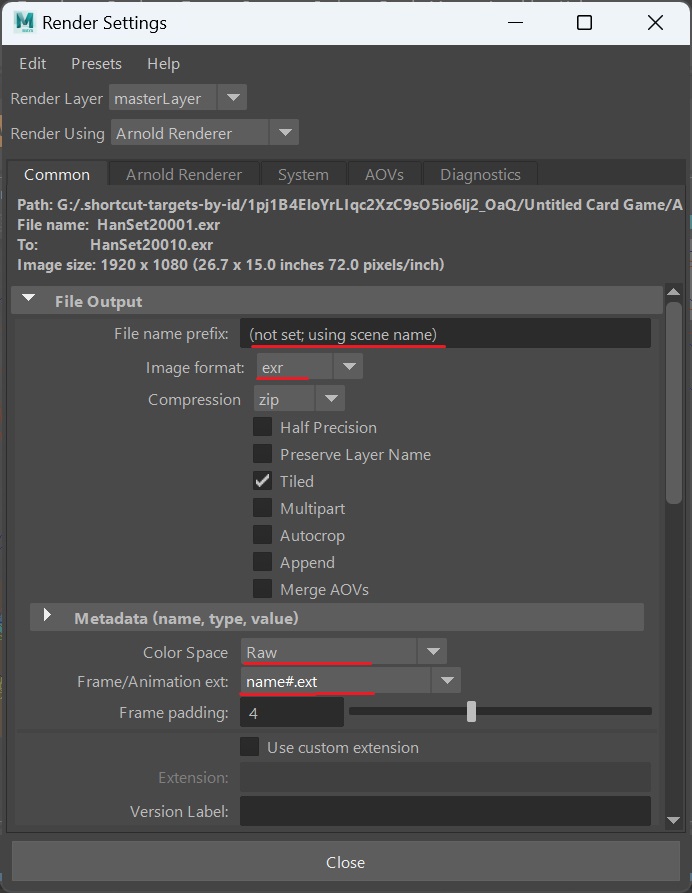 Render Settings
Edit Presets Help
Render Layer masterLayer
Render Using Arnold Renderer
Common Arnold Renderer System AOVs Diagnostics
Path: G:/.shortcut-targets-by-id/1pj1B4EloYrLIqc2XzC9sO5io6Ij2_OaQ/Untitled Card Game/A
File name: HanSet20001.exr
To: HanSet20010.exr
Image size: 1920 x 1080 (26.7 x 15.0 inches 72.0 pixels/inch)
File Output
File name prefix: (not set; using scene name)
Image format: exr
Compression zip
Half Precision
Preserve Layer Name
Tiled
Multipart
Autocrop
Append
Merge AOVs
Metadata (name, type, value)
Color Space Raw
Frame/Animation ext: name#.ext
Frame padding: 4
Use custom extension
Extension:
Version Label:
Close